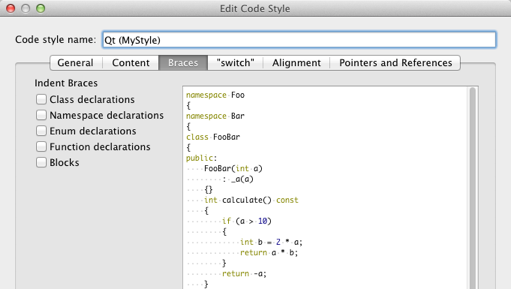 Edit Code Style
Code style name: Qt (MyStyle)
General Content Braces "switch" Alignment Pointers and References
Indent Braces
Class declarations
Namespace declarations
Enum declarations
Function declarations
Blocks
namespace Foo
{
namespace Bar
{
class FooBar
{
public:
    FooBar(int a)
        : _a(a)
    {}
    int calculate() const
    {
        if (a > 10)
        {
            int b = 2 * a;
            return a * b;
        }
        return -a;
    }